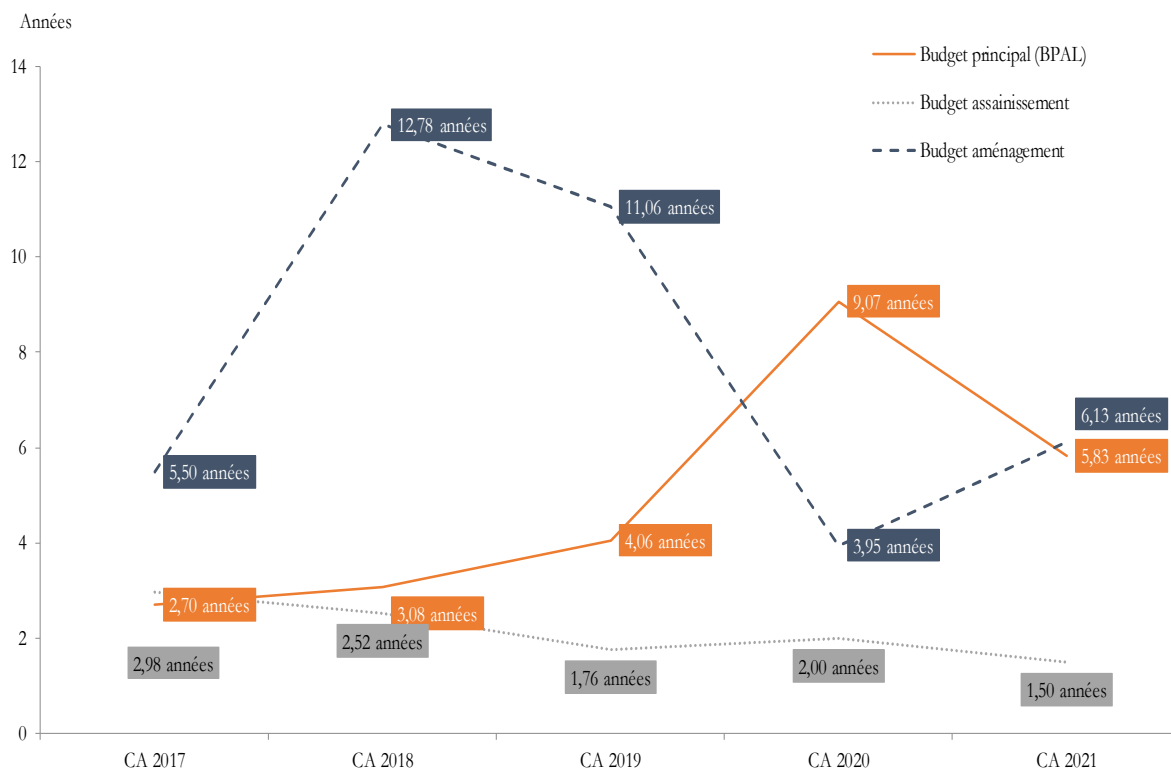 Années
14
12
10
8
6
4
2
0
Budget principal (BPAL)
Budget assainissement
Budget aménagement
12,78 années
11,06 années
9,07 années
6,13 années
5,83 années
5,50 années
4,06 années
3,95 années
2,70 années
3,08 années
2,98 années
2,52 années
1,76 années
2,00 années
1,50 années
CA 2017
CA 2018
CA 2019
CA 2020
CA 2021